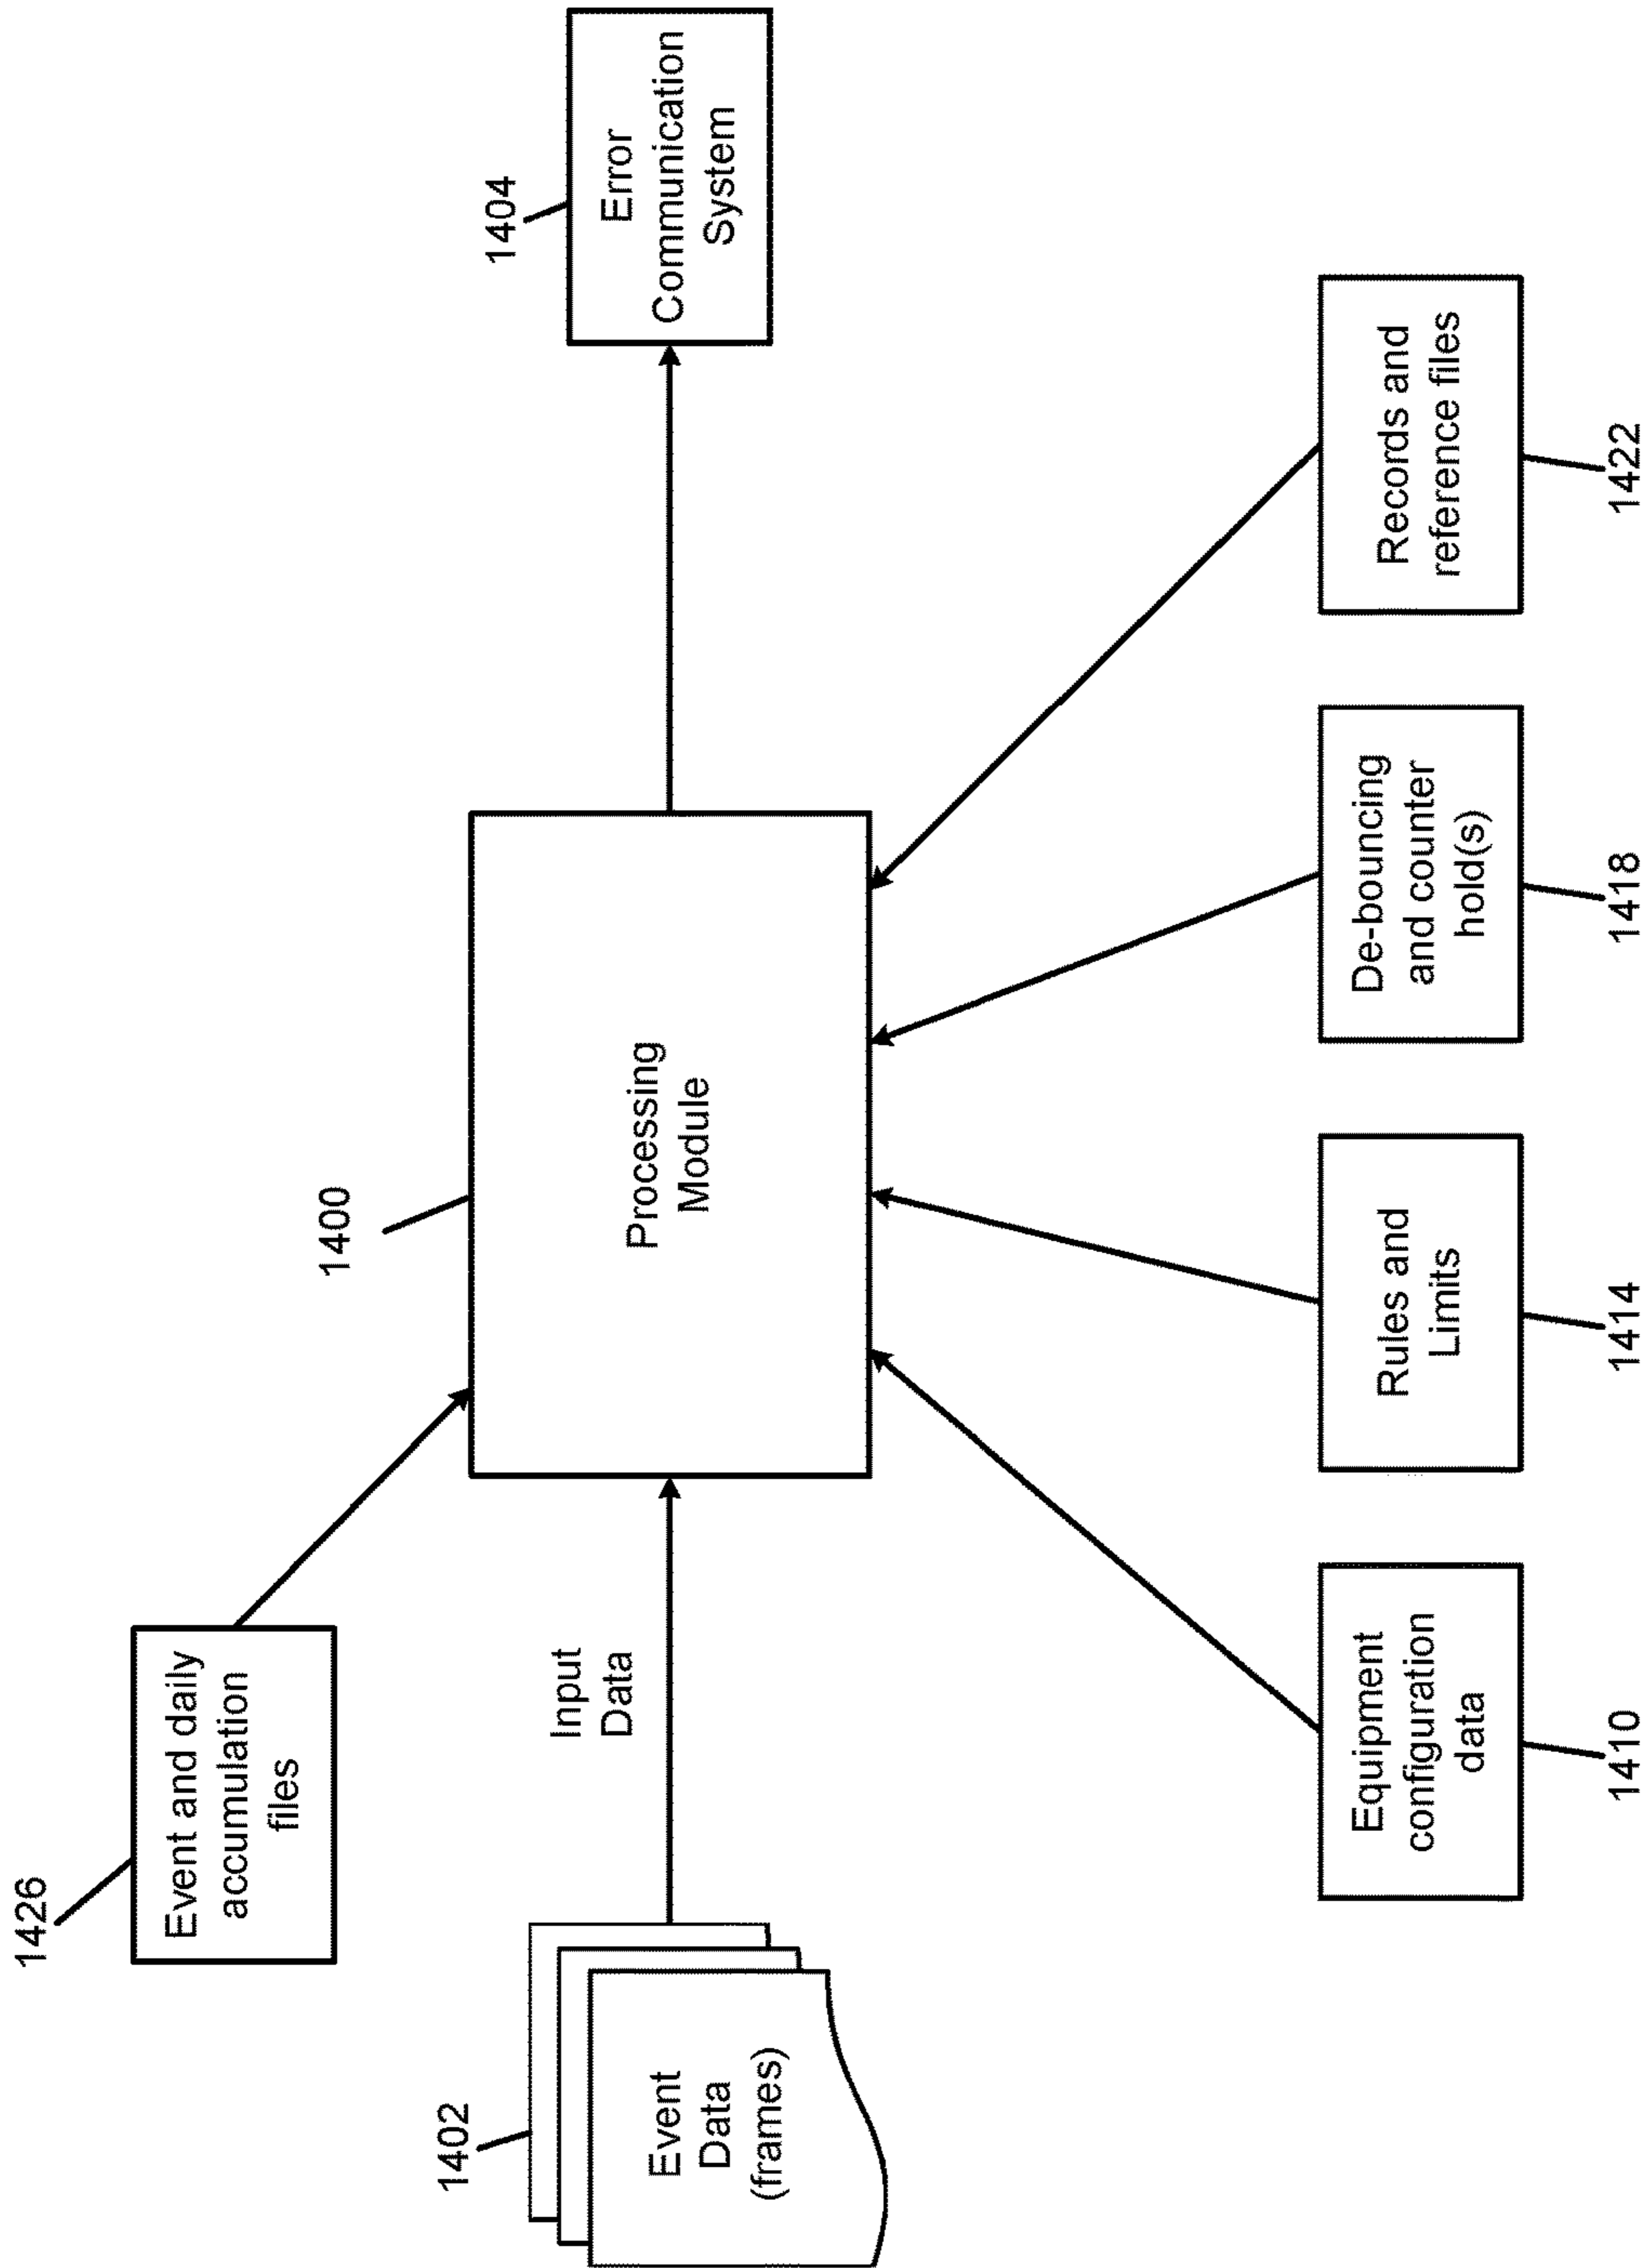 1426
Event and daily
accumulation
files
1402
Event
Data
(frames)
Input
Data
1400
Processing
Module
1404
Error
Communication
System
Equipment
configuration
data
1410
Rules and
Limits
1414
De-bouncing
and counter
hold(s)
1418
Records and
reference files
1422